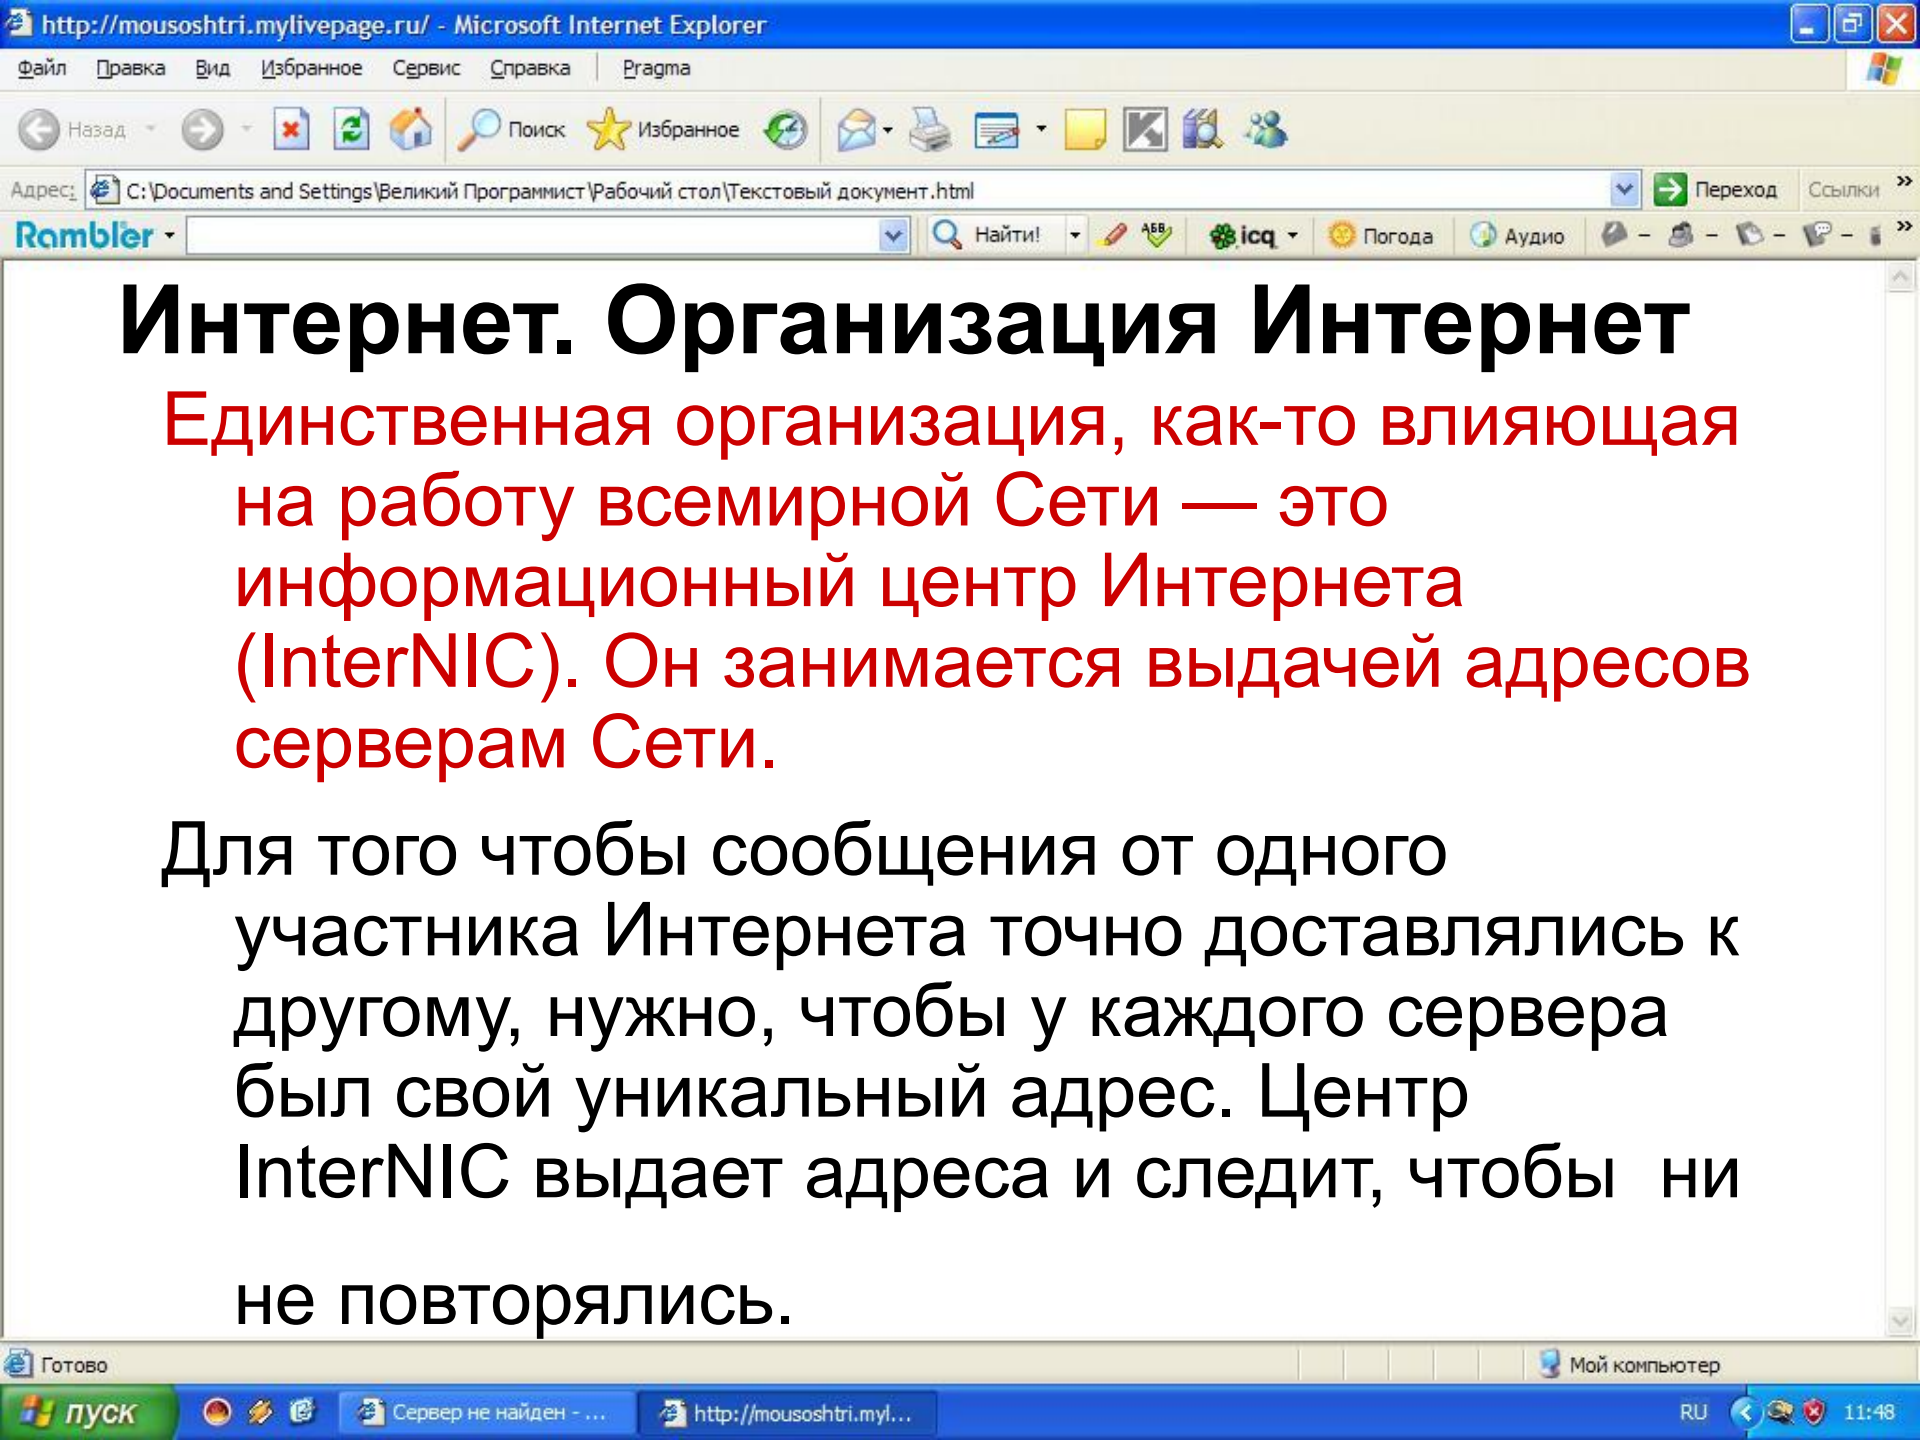 http://mousoshtri.mylivepage.ru/ - Microsoft Internet Explorer
Файл Правка Вид Избранное Сервис Справка Pragma
Назад Поиск Избранное
Адрес: C:\Documents and Settings\Великий Программист\Рабочий стол\Текстовый документ.html Переход Ссылки »
Rambler Найти! АБВ icq Погода Аудио »
Интернет. Организация Интернет
Единственная организация, как-то влияющая
на работу всемирной Сети — это
информационный центр Интернета
(InterNIC). Он занимается выдачей адресов
серверам Сети.
Для того чтобы сообщения от одного
участника Интернета точно доставлялись к
другому, нужно, чтобы у каждого сервера
был свой уникальный адрес. Центр
InterNIC выдает адреса и следит, чтобы ни
не повторялись.
Готово Мой компьютер
пуск Сервер не найден - ... http://mousoshtri.myl... RU 11:48